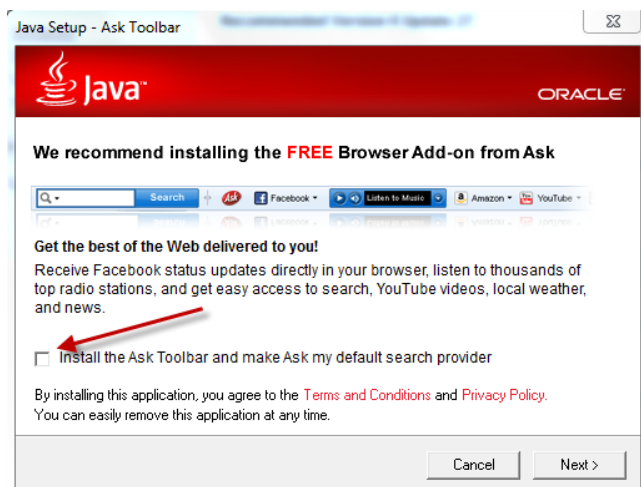 Java Setup - Ask Toolbar
Java™
ORACLE
We recommend installing the FREE Browser Add-on from Ask
Search Ask Facebook Listen to Music Amazon YouTube
Get the best of the Web delivered to you!
Receive Facebook status updates directly in your browser, listen to thousands of
top radio stations, and get easy access to search, YouTube videos, local weather,
and news.
Install the Ask Toolbar and make Ask my default search provider
By installing this application, you agree to the Terms and Conditions and Privacy Policy.
You can easily remove this application at any time.
Cancel Next >